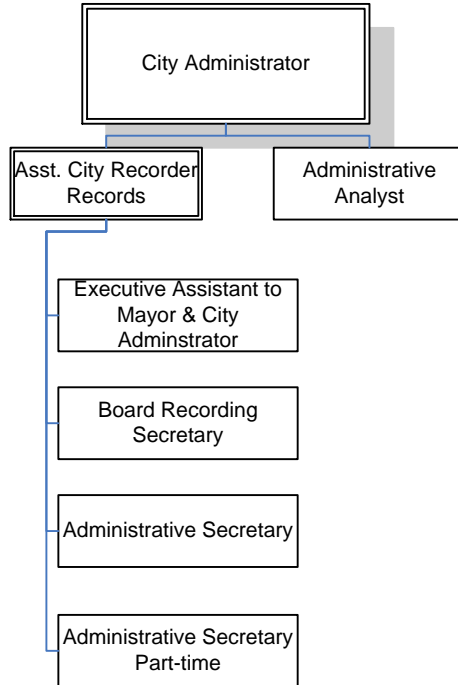 City Administrator
Asst. City Recorder
Records
Administrative
Analyst
Executive Assistant to
Mayor & City
Adminstrator
Board Recording
Secretary
Administrative Secretary
Administrative Secretary
Part-time